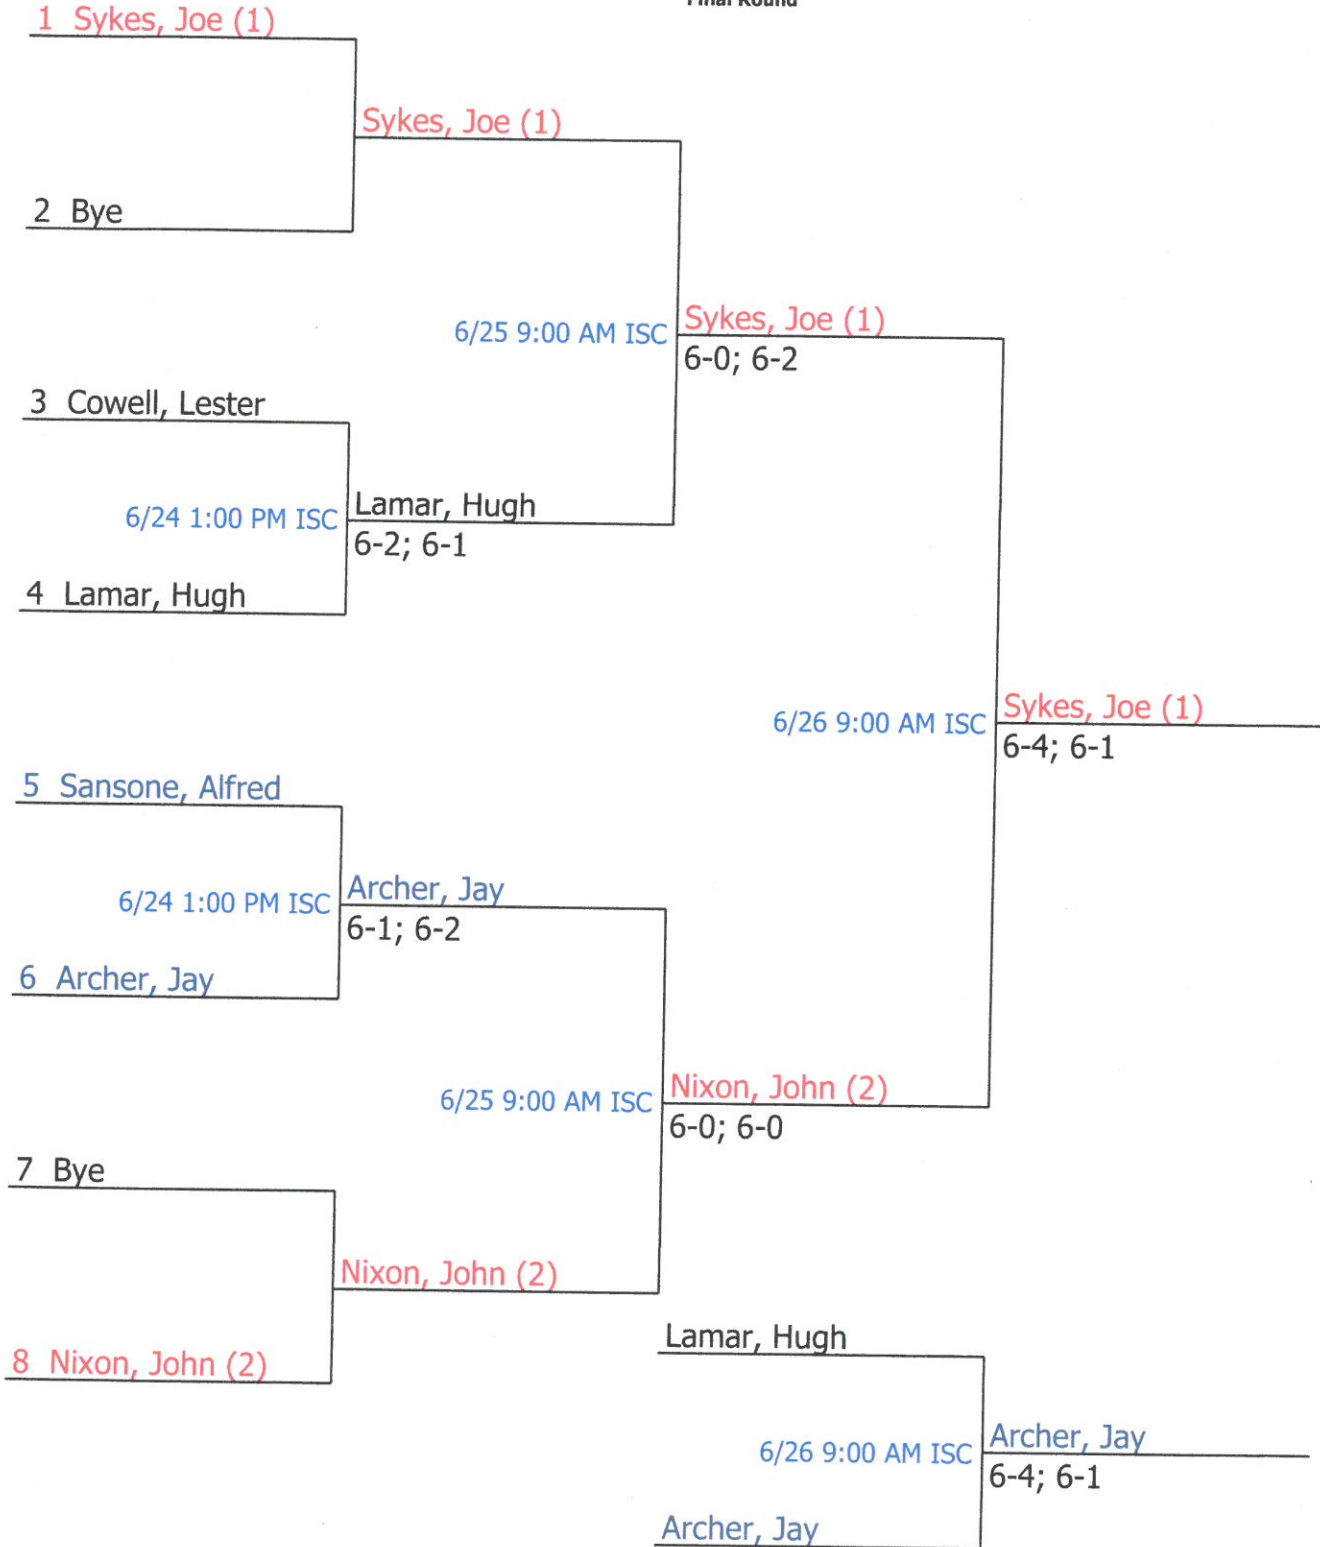 Final Round
1 Sykes, Joe (1)
Sykes, Joe (1)
2 Bye
6/25 9:00 AM ISC
Sykes, Joe (1)
6-0; 6-2
3 Cowell, Lester
6/24 1:00 PM ISC
Lamar, Hugh
6-2; 6-1
4 Lamar, Hugh
6/26 9:00 AM ISC
Sykes, Joe (1)
6-4; 6-1
5 Sansone, Alfred
6/24 1:00 PM ISC
Archer, Jay
6-1; 6-2
6 Archer, Jay
6/25 9:00 AM ISC
Nixon, John (2)
6-0; 6-0
7 Bye
Nixon, John (2)
8 Nixon, John (2)
Lamar, Hugh
6/26 9:00 AM ISC
Archer, Jay
6-4; 6-1
Archer, Jay